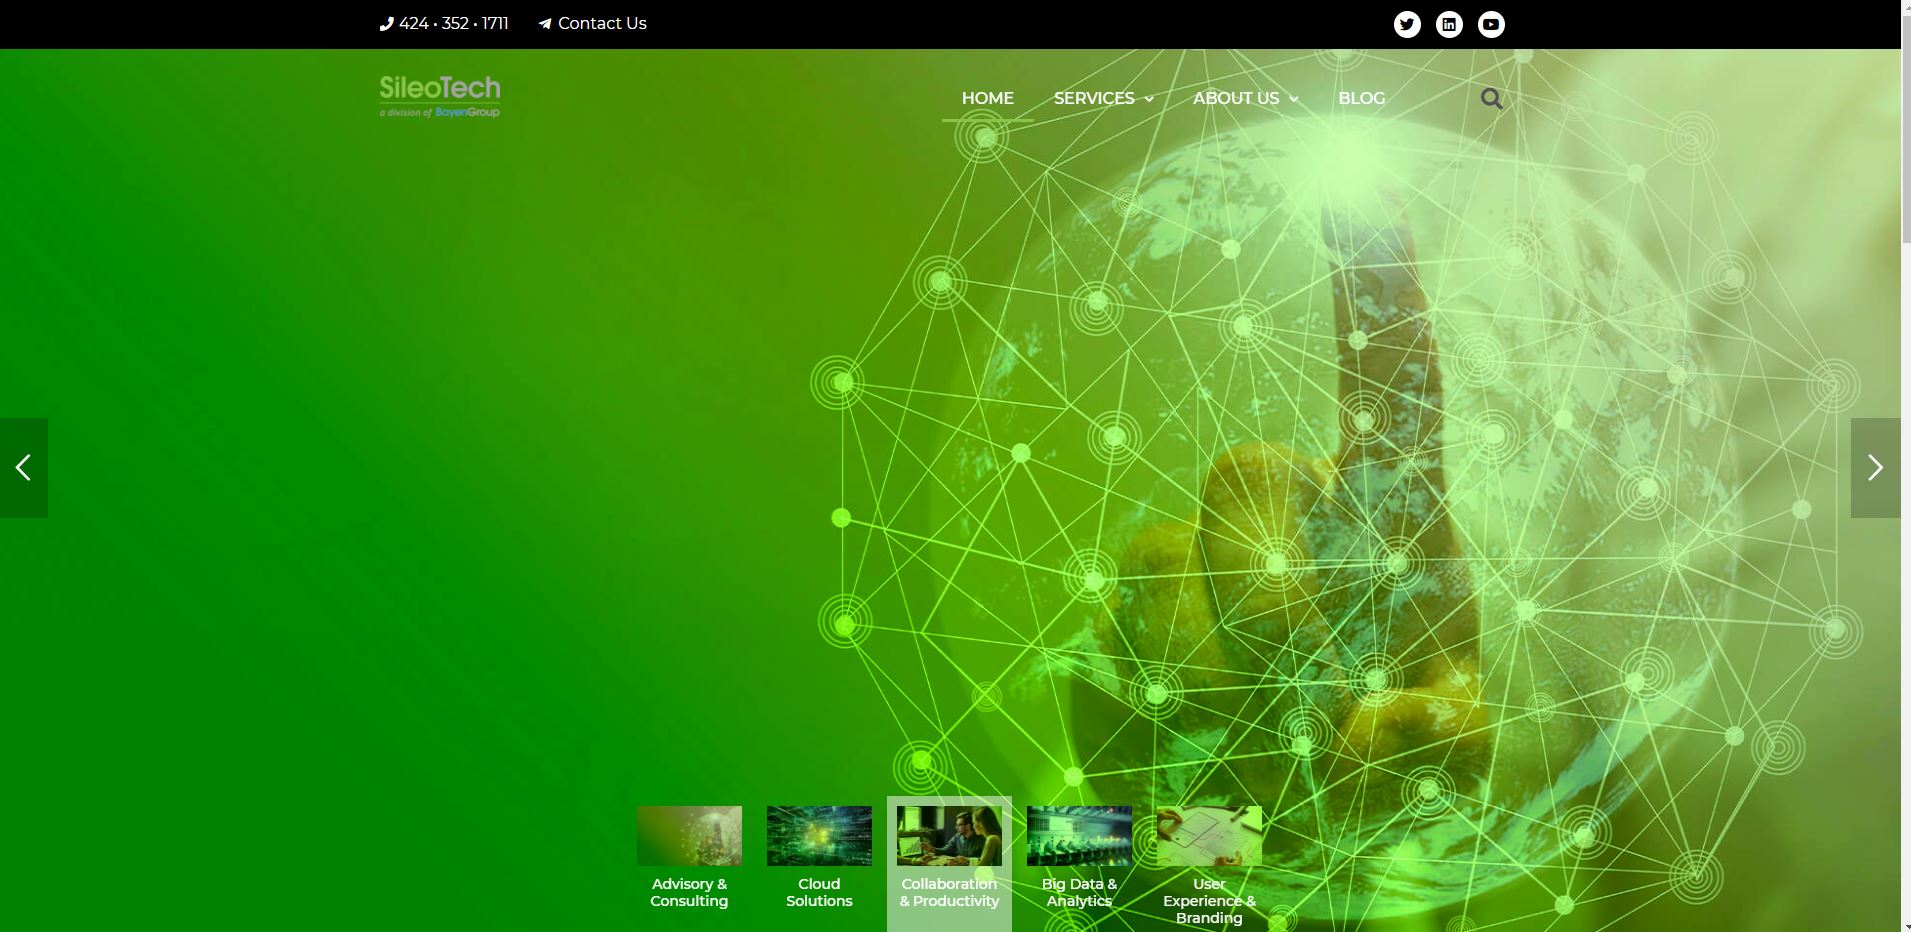 424 • 352 • 1711
Contact Us
SileoTech
a division of BayenGroup
HOME
SERVICES
ABOUT US
BLOG
Advisory &
Consulting
Cloud
Solutions
Collaboration
& Productivity
Big Data &
Analytics
User
Experience &
Branding